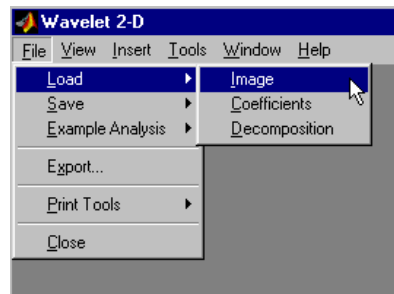 Wavelet 2-D
File View Insert Tools Window Help
Load
Save
Example Analysis
Export...
Print Tools
Close
Image
Coefficients
Decomposition